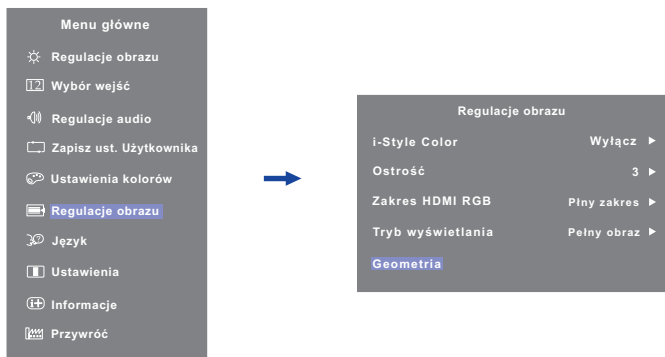 Menu główne
Regulacje obrazu
12 Wybór wejść
Regulacje audio
Zapisz ust. Użytkownika
Ustawienia kolorów
Regulacje obrazu
Język
Ustawienia
Informacje
Przywróć
Regulacje obrazu
i-Style Color Wyłącz
Ostrość 3
Zakres HDMI RGB Płny zakres
Tryb wyświetlania Pełny obraz
Geometria